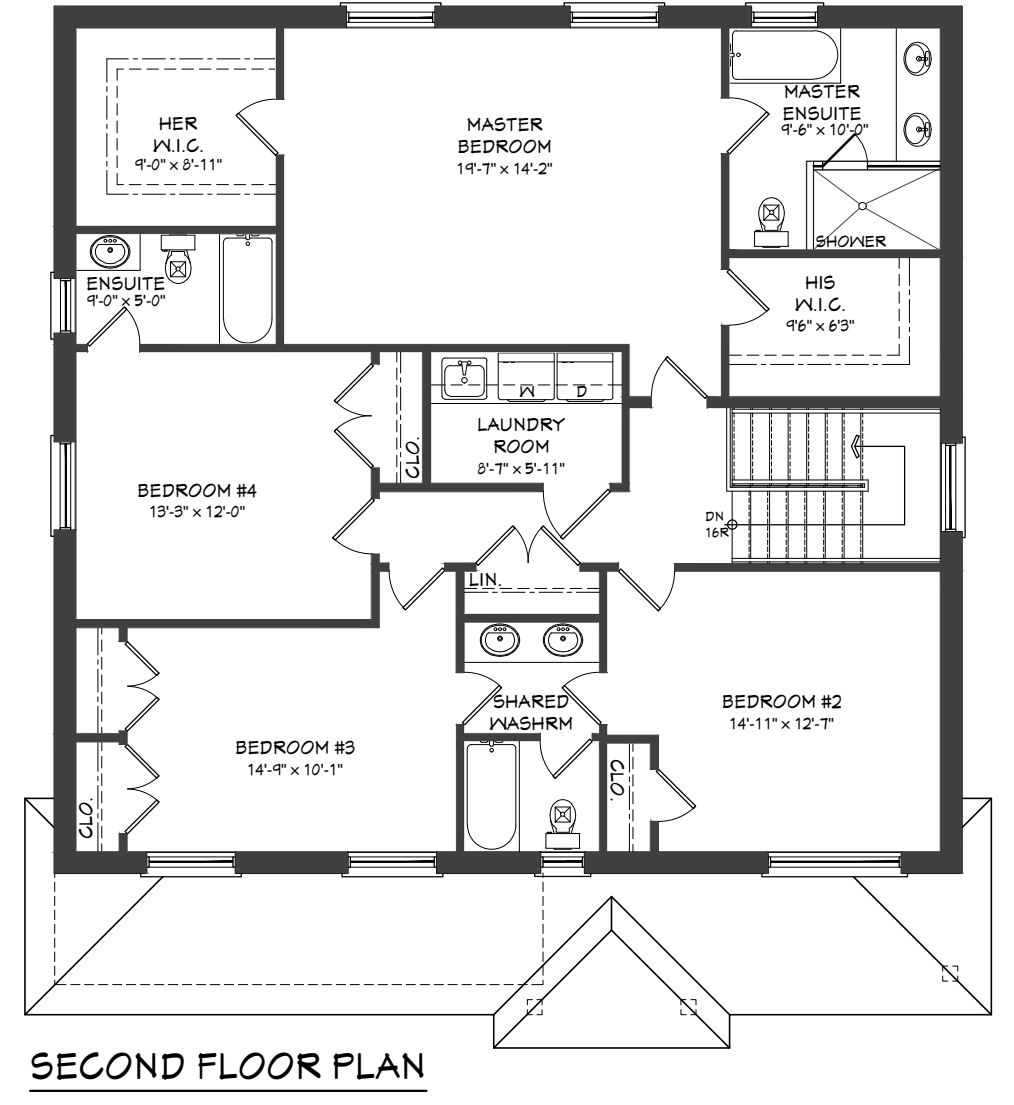 HER
W.I.C.
9'-0" x 8'-11"
MASTER
BEDROOM
19'-7" x 14'-2"
MASTER
ENSUITE
9'-6" x 10'-0"
SHOWER
ENSUITE
9'-0" x 5'-0"
HIS
W.I.C.
9'6" x 6'3"
W
D
LAUNDRY
ROOM
8'-7" x 5'-11"
CLO.
BEDROOM #4
13'-3" x 12'-0"
DN
16R
LIN.
SHARED
WASHRM
BEDROOM #2
14'-11" x 12'-7"
BEDROOM #3
14'-9" x 10'-1"
CLO.
CLO.
SECOND FLOOR PLAN